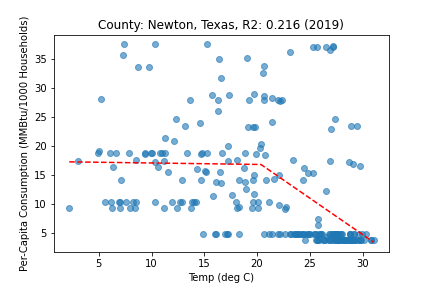 County: Newton, Texas, R2: 0.216 (2019)
Per-Capita Consumption (MMBtu/1000 Households)
35
30
25
20
15
10
5
5 10 15 20 25 30
Temp (deg C)